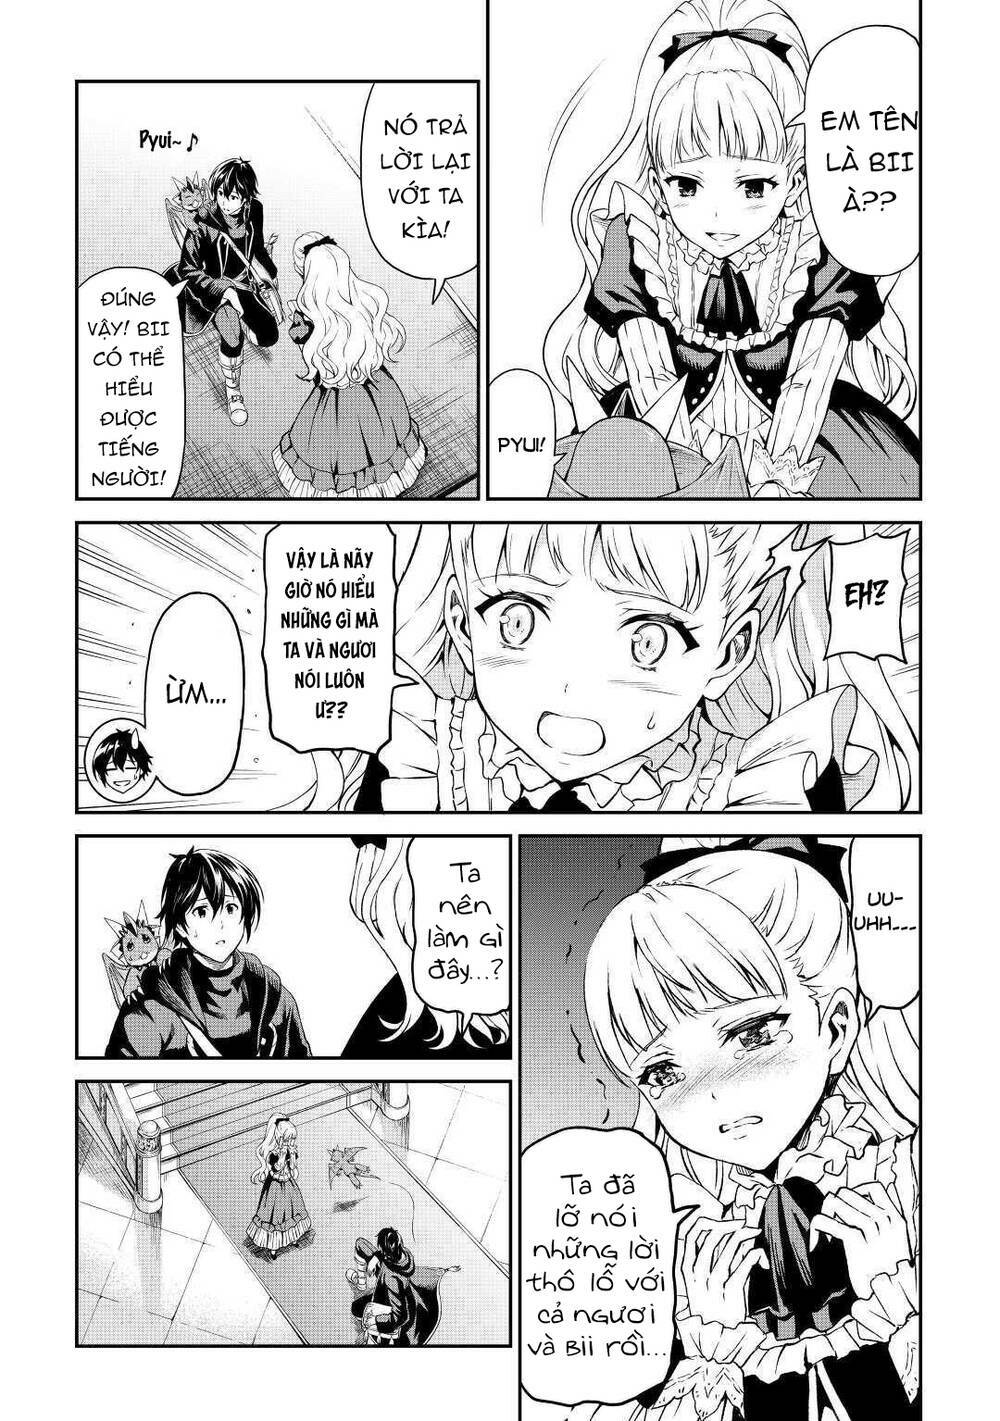 EM TÊN
LÀ BII
À??
PYUI!
NÓ TRẢ
LỜI LẠI
VỚI TA
KÌA!
Pyui~♪
ĐÚNG
VẬY! BII
CÓ THỂ
HIỂU
ĐƯỢC
TIẾNG
NGƯỜI!
EH?
VẬY LÀ NÃY
GIỜ NÓ HIỂU
NHỮNG GÌ MÀ
TA VÀ NGƯƠI
NÓI LUÔN
Ư??
ỪM...
UU-
UHH---
Ta đã
lỡ nói
những lời
thô lỗ với
cả ngươi
và Bii rồi...
Ta
nên
làm gì
đây...?